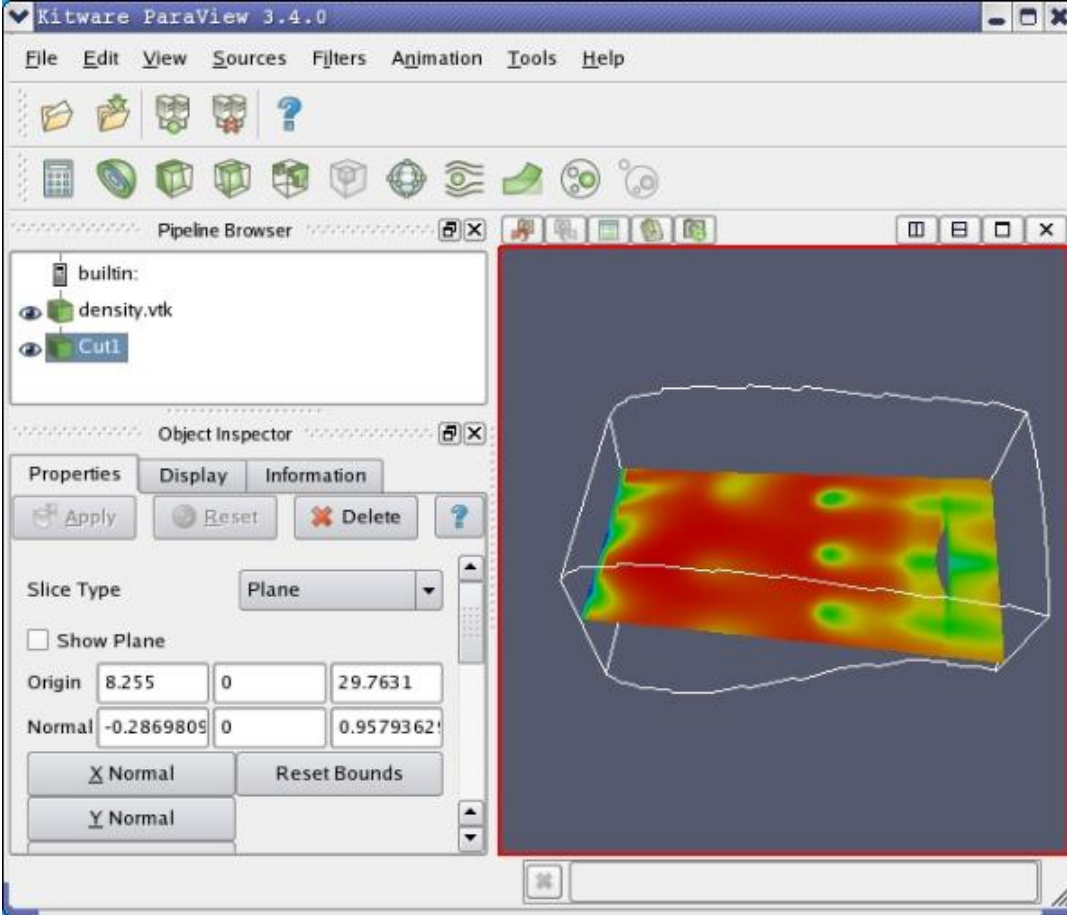 Kitware ParaView 3.4.0
File Edit View Sources Filters Animation Tools Help
Pipeline Browser
builtin:
density.vtk
Cut1
Object Inspector
Properties Display Information
Apply Reset Delete
Slice Type Plane
Show Plane
Origin 8.255 0 29.7631
Normal -0.2869809 0 0.95793629
X Normal Reset Bounds
Y Normal